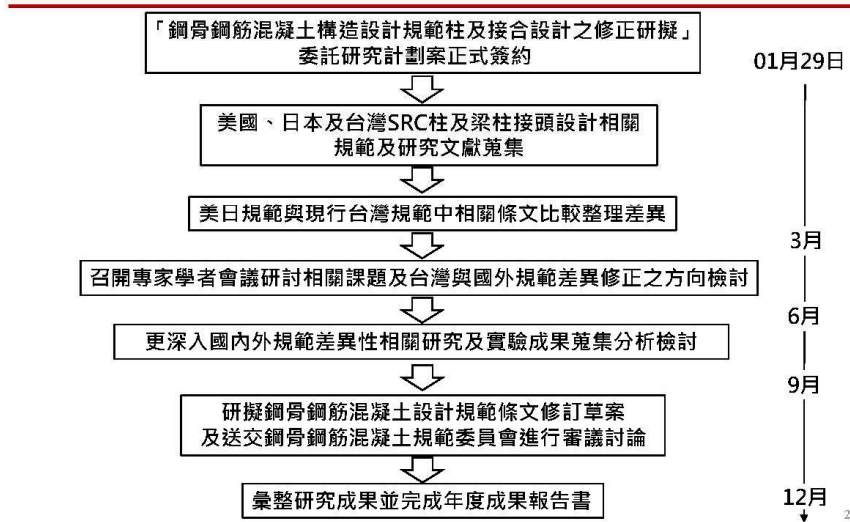 「鋼骨鋼筋混凝土構造設計規範柱及接合設計之修正研擬」
委託研究計劃案正式簽約
01月29日
美國、日本及台灣SRC柱及梁柱接頭設計相關
規範及研究文獻蒐集
美日規範與現行台灣規範中相關條文比較整理差異
3月
召開專家學者會議研討相關課題及台灣與國外規範差異修正之方向檢討
6月
更深入國內外規範差異性相關研究及實驗成果蒐集分析檢討
9月
研擬鋼骨鋼筋混凝土設計規範條文修訂草案
及送交鋼骨鋼筋混凝土規範委員會進行審議討論
彙整研究成果並完成年度成果報告書
12月
2